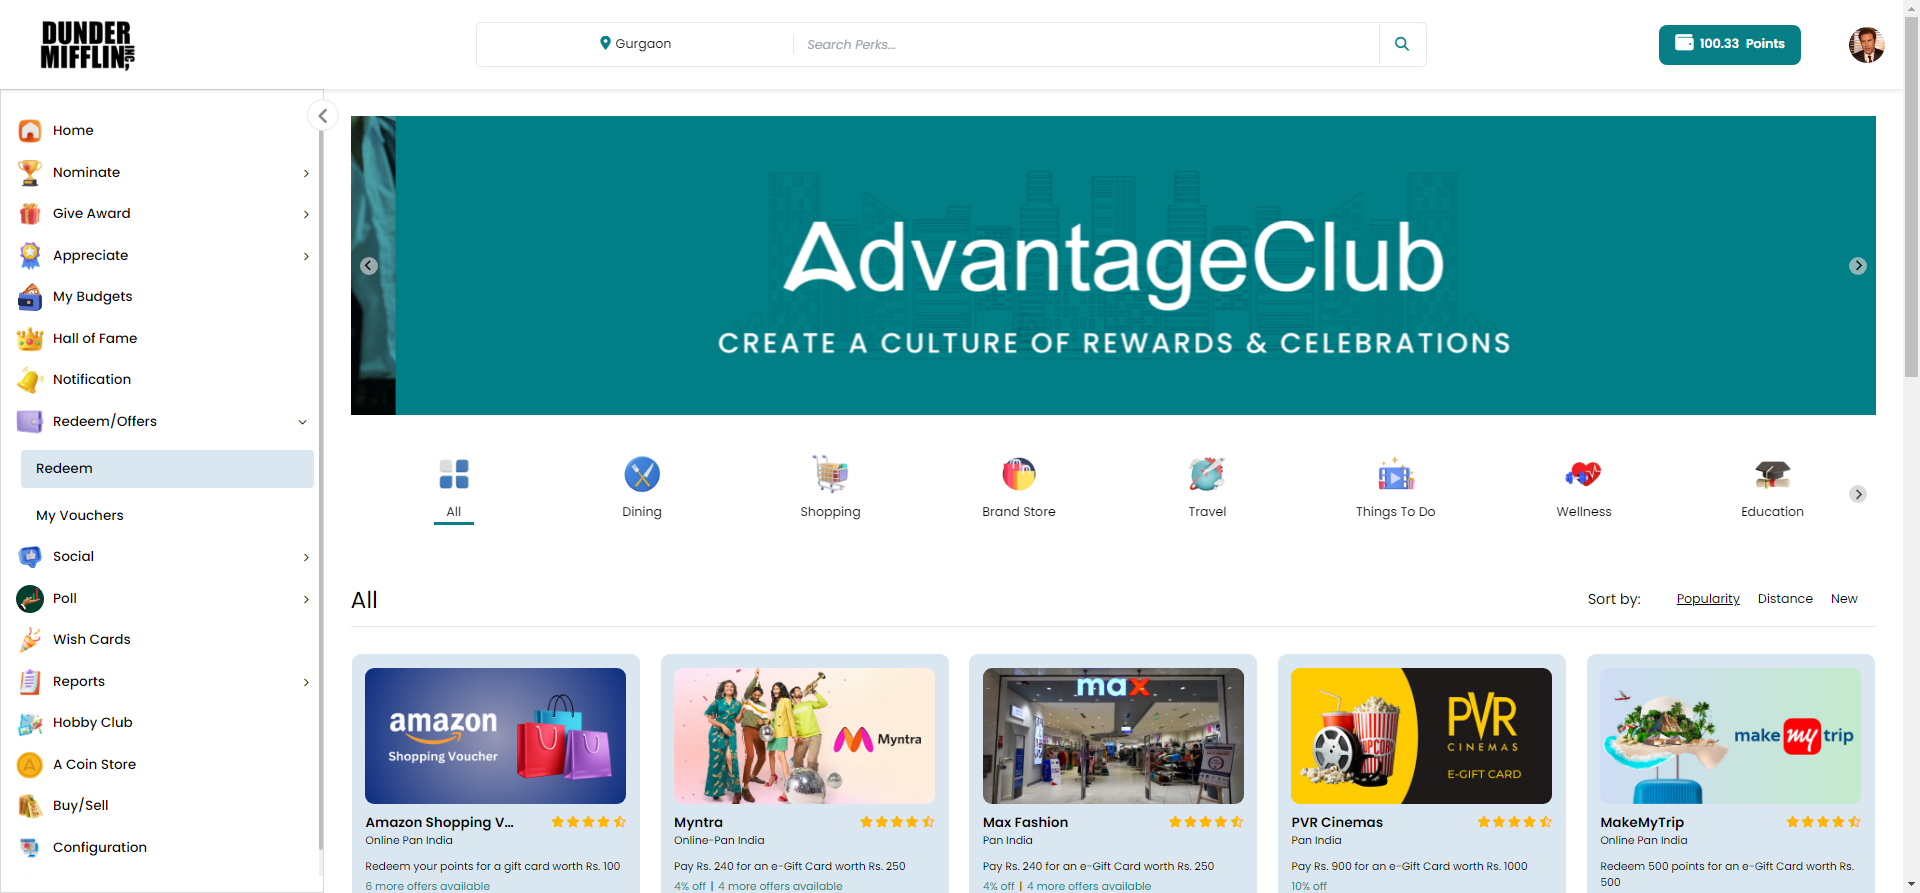 DUNDER
MIFFLIN INC,
Gurgaon
Search Perks...
100.33 Points
Home
Nominate
Give Award
Appreciate
My Budgets
Hall of Fame
Notification
Redeem/Offers
Redeem
My Vouchers
Social
Poll
Wish Cards
Reports
Hobby Club
A Coin Store
Buy/Sell
Configuration
AdvantageClub
CREATE A CULTURE OF REWARDS & CELEBRATIONS
All
Dining
Shopping
Brand Store
Travel
Things To Do
Wellness
Education
All
Sort by:
Popularity
Distance
New
amazon
Shopping Voucher
Amazon Shopping V...
Online Pan India
Redeem your points for a gift card worth Rs. 100
6 more offers available
Myntra
Myntra
Online-Pan India
Pay Rs. 240 for an e-Gift Card worth Rs. 250
4% off | 4 more offers available
max
Max Fashion
Pan India
Pay Rs. 240 for an e-Gift Card worth Rs. 250
4% off | 4 more offers available
POPCORN
PVR
CINEMAS
E-GIFT CARD
PVR Cinemas
Pan India
Pay Rs. 900 for an e-Gift Card worth Rs. 1000
10% off
make my trip
MakeMyTrip
Online Pan India
Redeem 500 points for an e-Gift Card worth Rs.
500